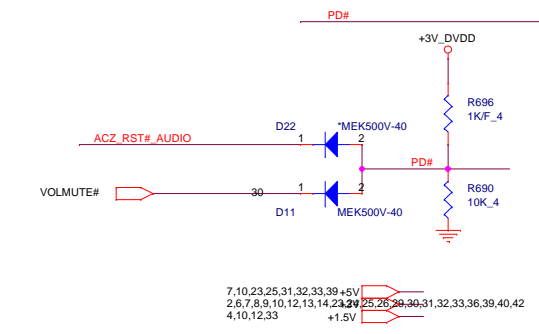 PD#
+3V_DVDD
R696
1K/F_4
D22
*MEK500V-40
ACZ_RST#_AUDIO
1
2
PD#
VOLMUTE#
30
1
2
R690
10K_4
D11
MEK500V-40
7,10,23,25,31,32,33,39
+5V
2,6,7,8,9,10,12,13,14,23,24,25,26,29,30,31,32,33,36,39,40,42
+3V
4,10,12,33
+1.5V